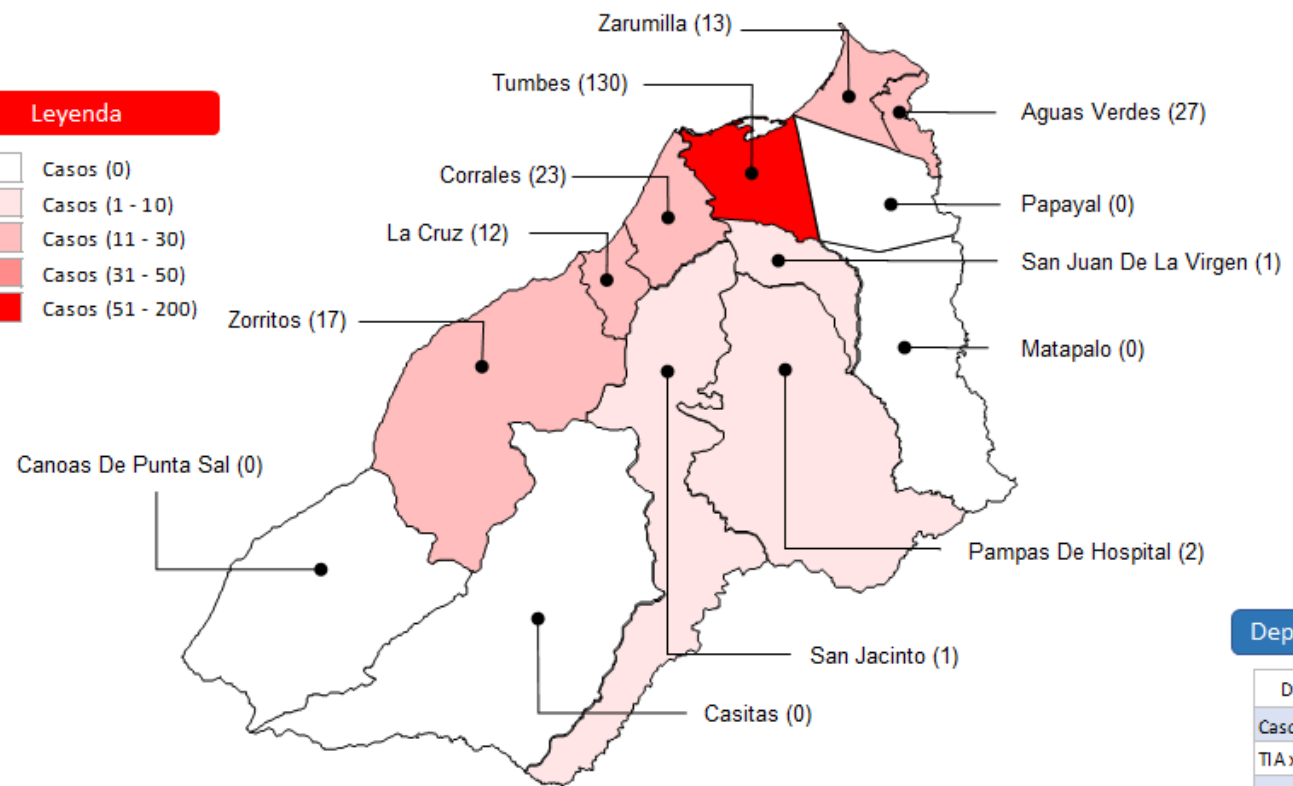 Zarumilla (13)
Tumbes (130)
Leyenda
Aguas Verdes (27)
Casos (0)
Corrales (23)
Casos (1 - 10)
Papayal (0)
La Cruz (12)
Casos (11 - 30)
San Juan De La Virgen (1)
Casos (31 - 50)
Casos (51 - 200)
Zorritos (17)
Matapalo (0)
Canoas De Punta Sal (0)
Pampas De Hospital (2)
San Jacinto (1)
Casitas (0)